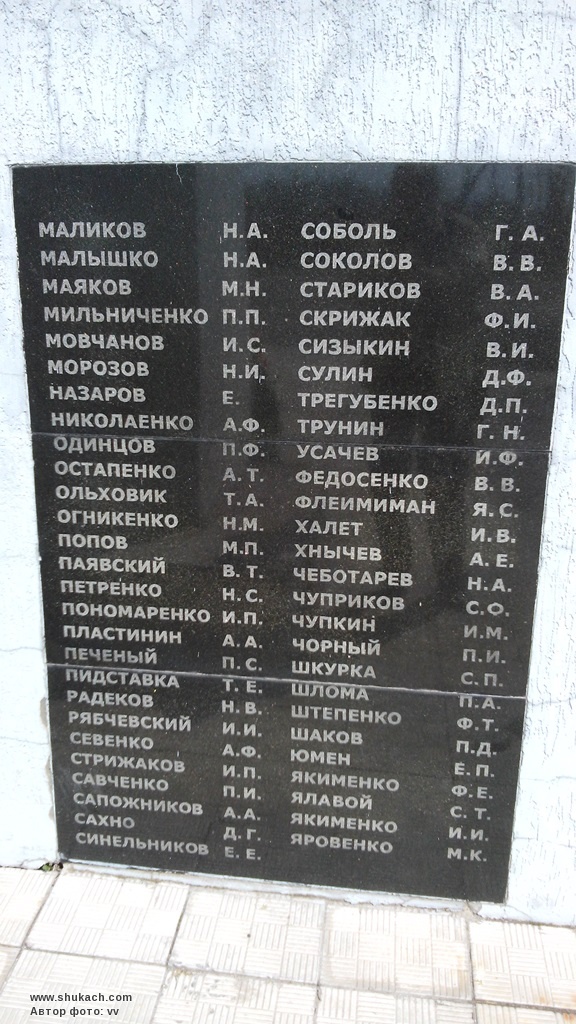 МАЛИКОВ Н.А.
МАЛЫШКО Н.А.
МАЯКОВ М.Н.
МИЛЬНИЧЕНКО П.П.
МОВЧАНОВ И.С.
МОРОЗОВ Н.И.
НАЗАРОВ Е.
НИКОЛАЕНКО А.Ф.
ОДИНЦОВ П.Ф.
ОСТАПЕНКО А.Т.
ОЛЬХОВИК Т.А.
ОГНИКЕНКО Н.М.
ПОПОВ М.П.
ПАЯВСКИЙ В.Т.
ПЕТРЕНКО Н.С.
ПОНОМАРЕНКО И.П.
ПЛАСТИНИН А.А.
ПЕЧЕНЫЙ П.С.
ПИДСТАВКА Т.Е.
РАДЕКОВ Н.В.
РЯБЧЕВСКИЙ И.И.
СЕВЕНКО А.Ф.
СТРИЖАКОВ И.П.
САВЧЕНКО П.И.
САПОЖНИКОВ А.А.
САХНО Д.Г.
СИНЕЛЬНИКОВ Е.Е.
СОБОЛЬ Г.А.
СОКОЛОВ В.В.
СТАРИКОВ В.А.
СКРИЖАК Ф.И.
СИЗЫКИН В.И.
СУЛИН Д.Ф.
ТРЕГУБЕНКО Д.П.
ТРУНИН Г.Н.
УСАЧЕВ И.Ф.
ФЕДОСЕНКО В.В.
ФЛЕИМИМАН Я.С.
ХАЛЕТ И.В.
ХНЫЧЕВ А.Е.
ЧЕБОТАРЕВ Н.А.
ЧУПРИКОВ С.Ф.
ЧУПКИН И.М.
ЧОРНЫЙ П.И.
ШКУРКА С.П.
ШЛОМА П.А.
ШТЕПЕНКО Ф.Т.
ШАКОВ П.Д.
ЮМЕН Е.П.
ЯКИМЕНКО Ф.Е.
ЯЛАВОЙ С.Т.
ЯКИМЕНКО И.И.
ЯРОВЕНКО М.К.
www.shukach.com
Автор фото: vv